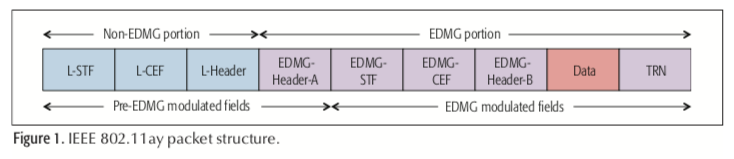 Non-EDMG portion EDMG portion
L-STF L-CEF L-Header EDMG-Header-A EDMG-STF EDMG-CEF EDMG-Header-B Data TRN
Pre-EDMG modulated fields EDMG modulated fields
Figure 1. IEEE 802.11ay packet structure.